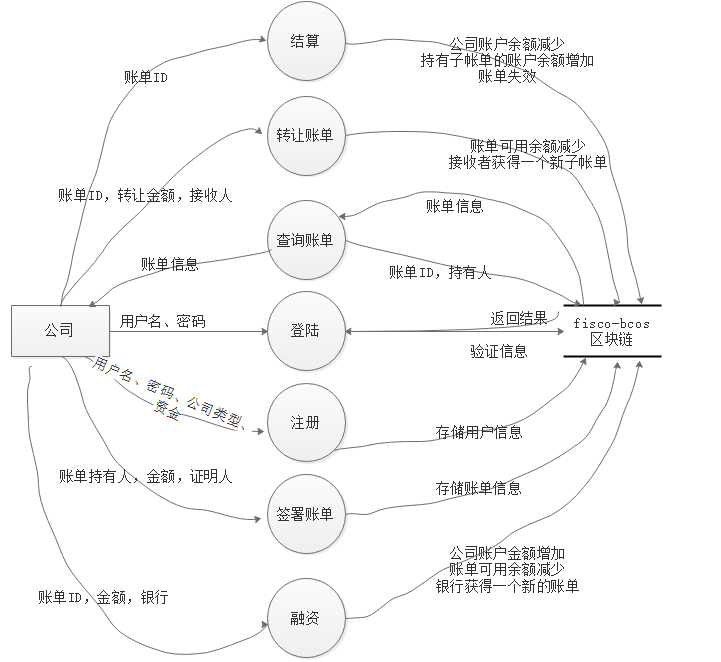 结算
公司账户余额减少
持有子帐单的账户余额增加
账单失效
账单ID
转让账单
账单可用余额减少
接收者获得一个新子帐单
账单ID，转让金额，接收人
账单信息
查询账单
账单信息
账单ID，持有人
公司
用户名、密码
登陆
返回结果
验证信息
fisco-bcos
区块链
用户名、密码、公司类型、
资金
注册
存储用户信息
账单持有人，金额，证明人
签署账单
存储账单信息
公司账户金额增加
账单可用余额减少
银行获得一个新的账单
账单ID，金额，银行
融资